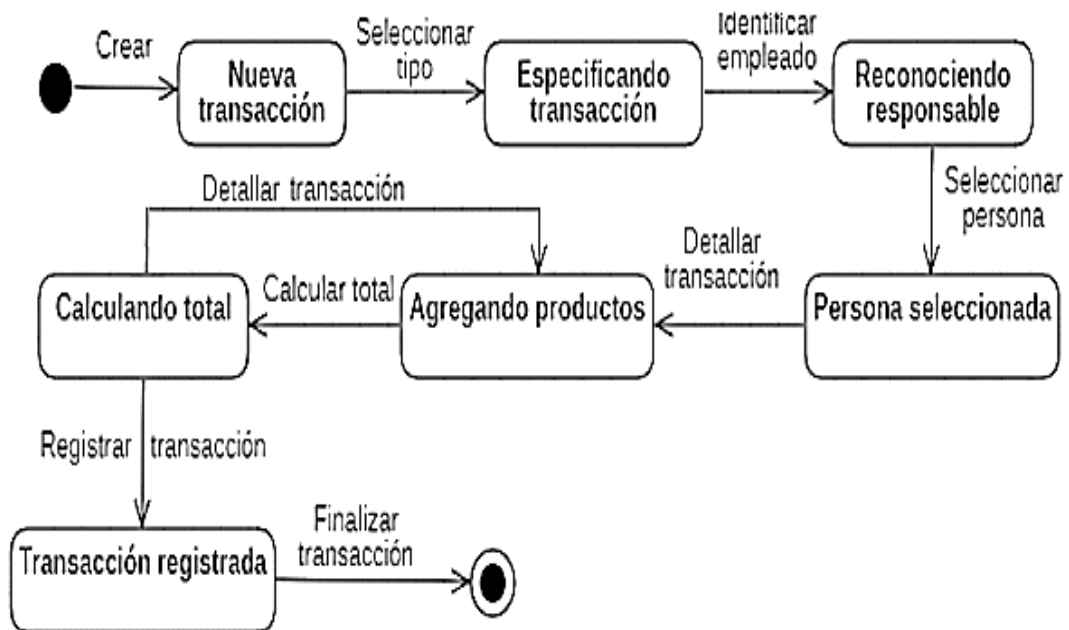 Crear
Nueva
transacción
Seleccionar
tipo
Especificando
transacción
Identificar
empleado
Reconociendo
responsable
Seleccionar
persona
Detallar transacción
Calculando total
Calcular total
Agregando productos
Detallar
transacción
Persona seleccionada
Registrar transacción
Transacción registrada
Finalizar
transacción